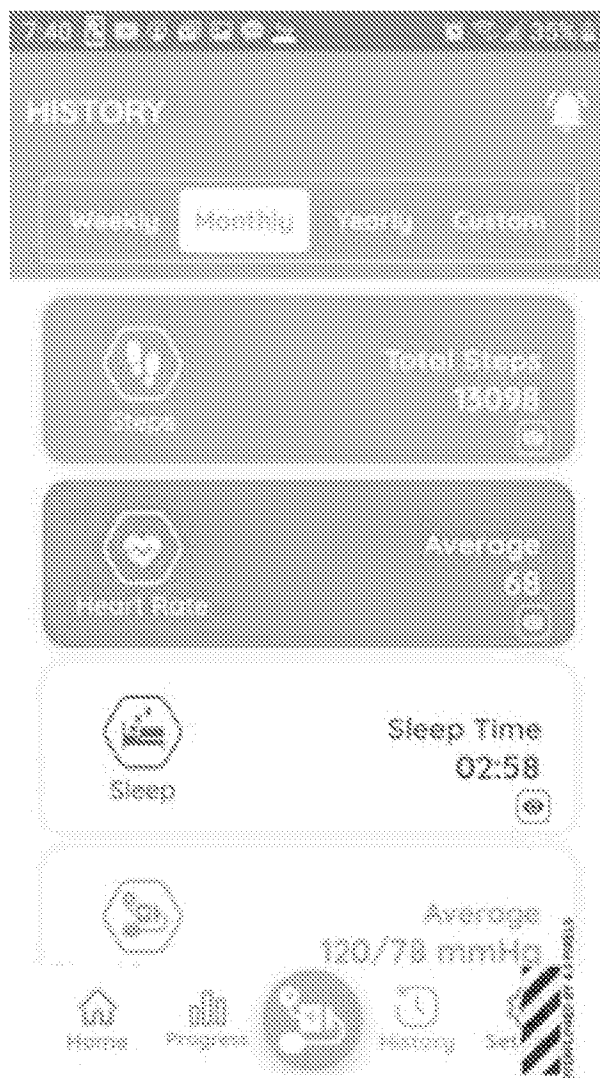 HISTORY
Weekly Monthly Yearly Custom
Total Steps
13098
Steps
Average
68
Heart Rate
Sleep Time
02:58
Sleep
Average
120/78 mmHg
Home Progress History